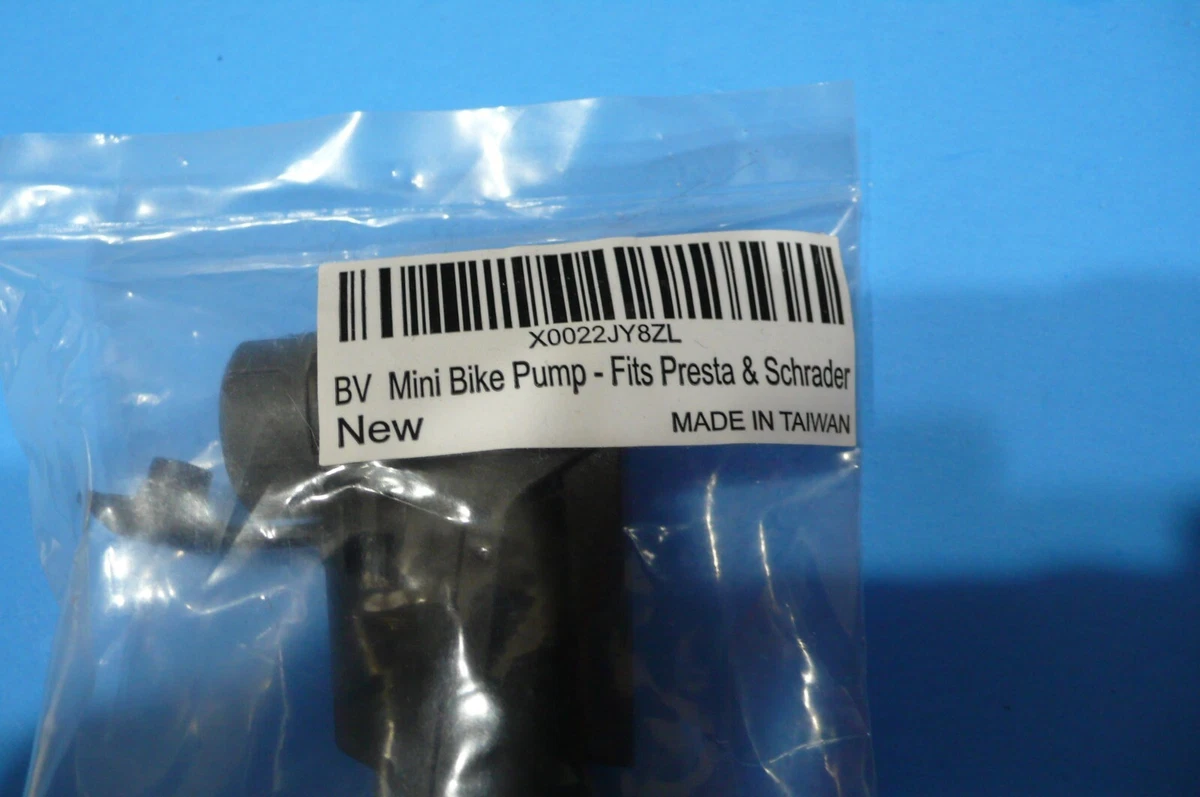 X0022JY8ZL
BV Mini Bike Pump - Fits Presta & Schrader
New MADE IN TAIWAN